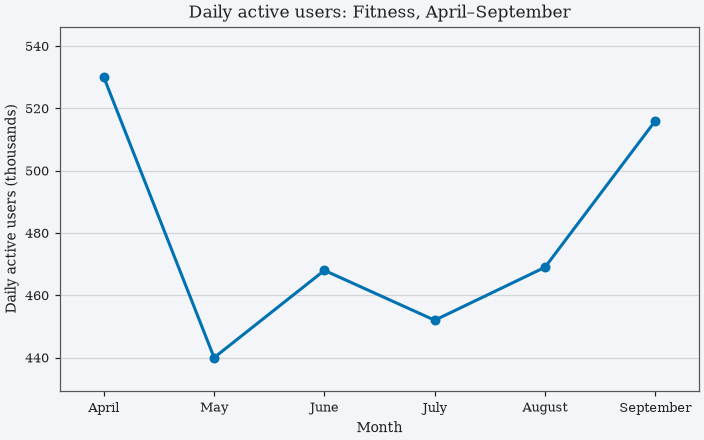 Daily active users: Fitness, April–September
Daily active users (thousands)
540
520
500
480
460
440
April May June July August September
Month